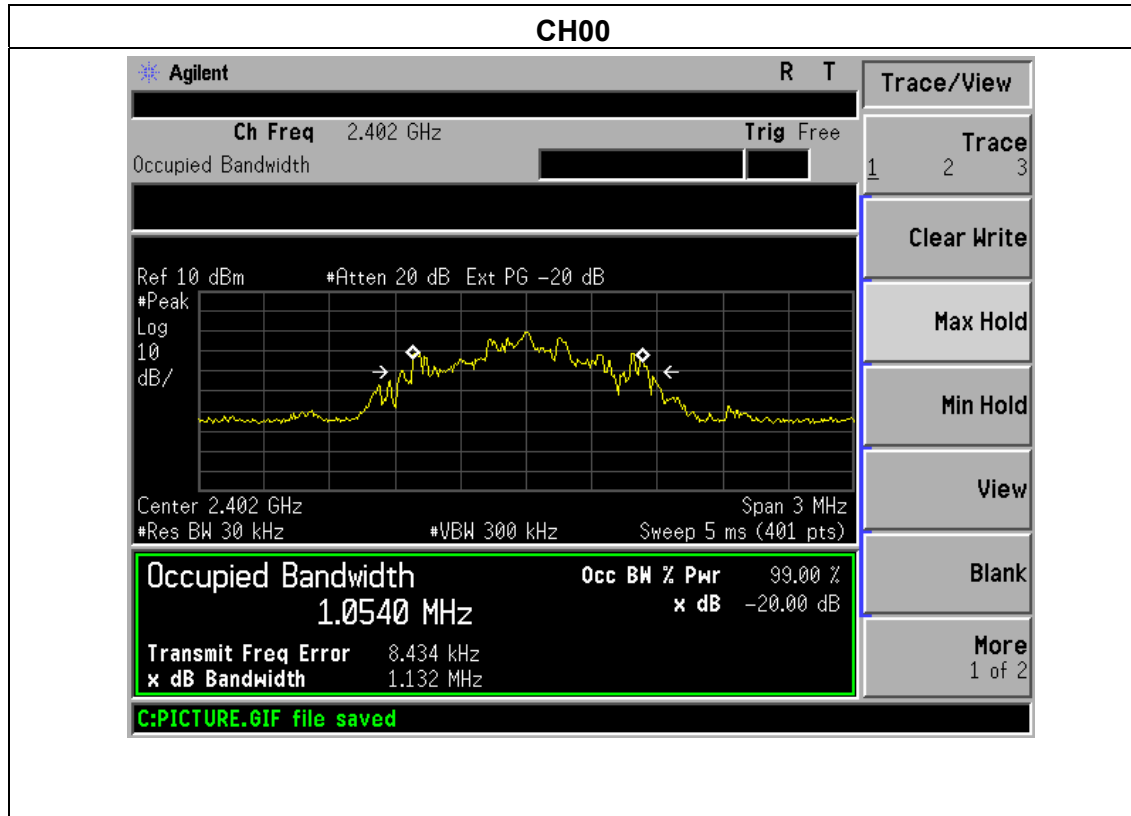 CH00
Agilent R T
Trace/View
Ch Freq 2.402 GHz Trig Free
Occupied Bandwidth
Trace
1 2 3
Clear Write
Ref 10 dBm #Atten 20 dB Ext PG -20 dB
#Peak
Log
10
dB/
Max Hold
Min Hold
View
Center 2.402 GHz Span 3 MHz
#Res BW 30 kHz #VBW 300 kHz Sweep 5 ms (401 pts)
Occupied Bandwidth Occ BW % Pwr 99.00 %
1.0540 MHz x dB -20.00 dB
Blank
Transmit Freq Error 8.434 kHz
x dB Bandwidth 1.132 MHz
More
1 of 2
C:PICTURE.GIF file saved